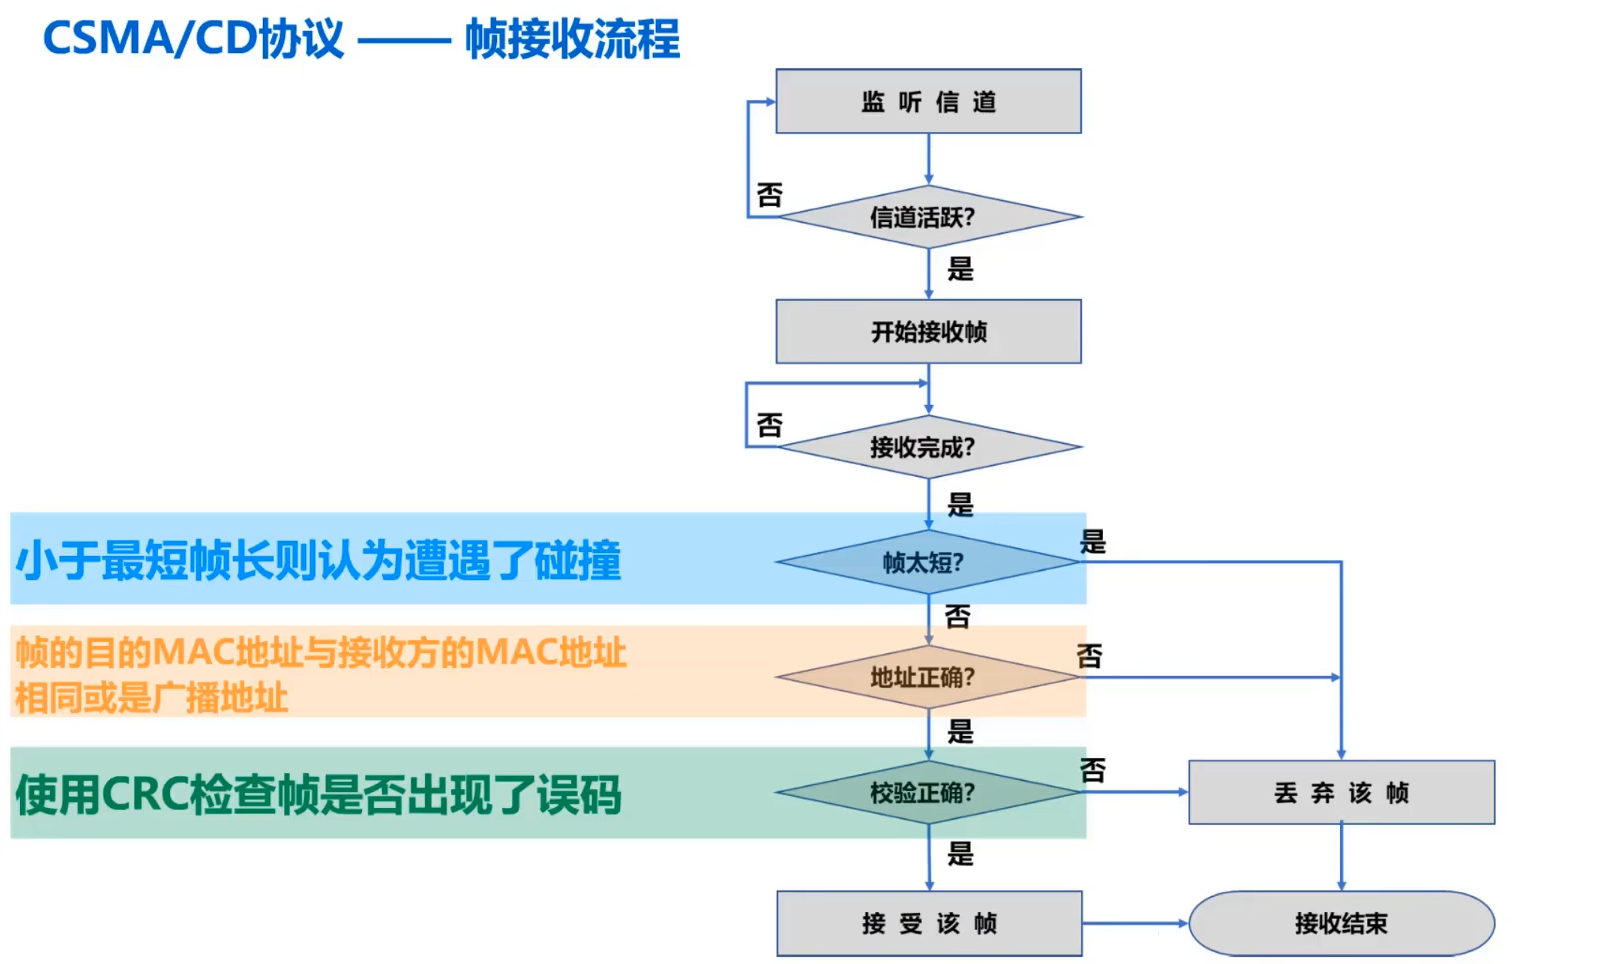 CSMA/CD协议 —— 帧接收流程
监 听 信 道
否
信道活跃？
是
开始接收帧
否
接收完成？
是
小于最短帧长则认为遭遇了碰撞
帧太短？
是
否
帧的目的MAC地址与接收方的MAC地址
相同或是广播地址
地址正确？
否
是
使用CRC检查帧是否出现了误码
校验正确？
否
丢 弃 该 帧
是
接 受 该 帧
接收结束